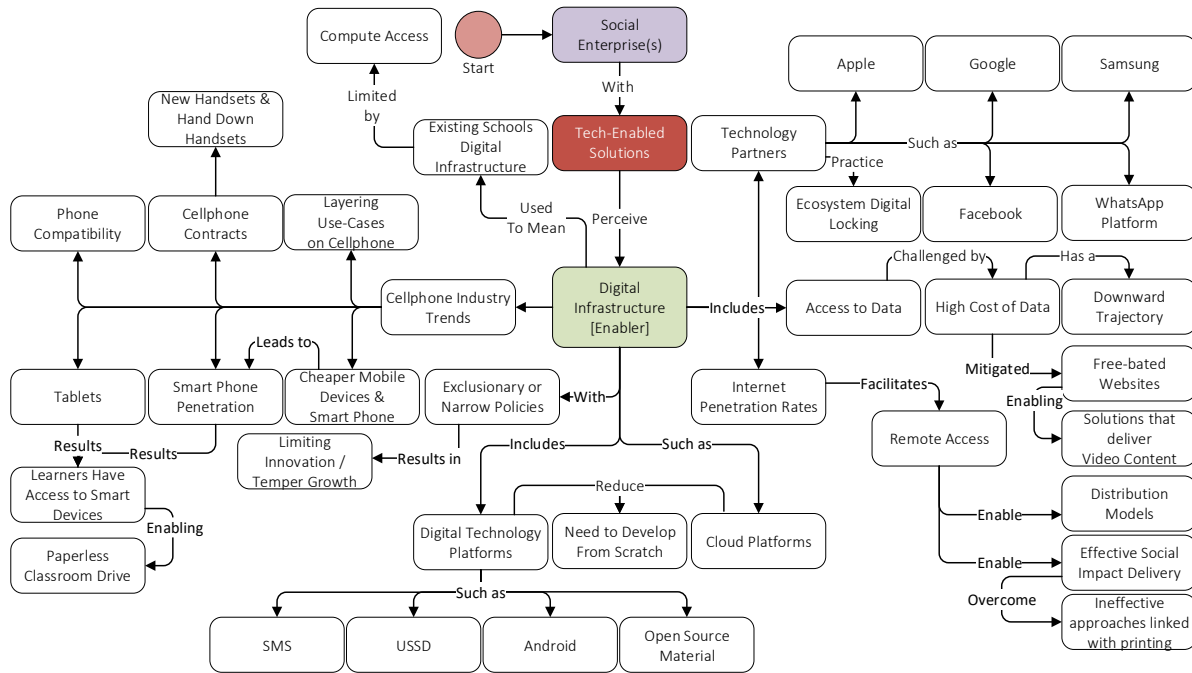 Compute Access
Start
Social
Enterprise(s)
Apple
Google
Samsung
With
Limited
by
New Handsets &
Hand Down
Handsets
Existing Schools
Digital
Infrastructure
Tech-Enabled
Solutions
Technology
Partners
Such as
Practice
Phone
Compatibility
Cellphone
Contracts
Layering
Use-Cases
on Cellphone
Used
To Mean
Perceive
Ecosystem Digital
Locking
Facebook
WhatsApp
Platform
Challenged by
Has a
Cellphone Industry
Trends
Digital
Infrastructure
[Enabler]
Includes
Access to Data
High Cost of Data
Downward
Trajectory
Leads to
Tablets
Smart Phone
Penetration
Cheaper Mobile
Devices &
Smart Phone
Exclusionary or
Narrow Policies
With
Internet
Penetration Rates
Facilitates
Mitigated
Free-bated
Websites
Enabling
Results
Results
Limiting
Innovation /
Temper Growth
Results in
Includes
Such as
Remote Access
Solutions that
deliver
Video Content
Learners Have
Access to Smart
Devices
Enabling
Reduce
Digital Technology
Platforms
Need to Develop
From Scratch
Cloud Platforms
Enable
Distribution
Models
Paperless
Classroom Drive
Enable
Effective Social
Impact Delivery
Such as
Overcome
Ineffective
approaches linked
with printing
SMS
USSD
Android
Open Source
Material